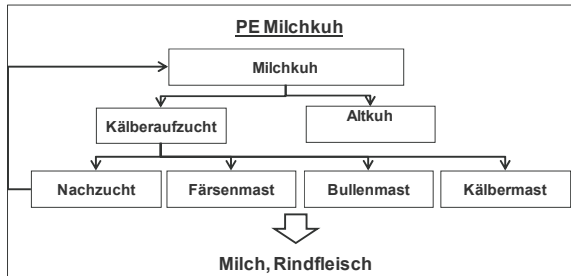 PE Milchkuh
Milchkuh
Kälberaufzucht
Altkuh
Nachzucht
Färsenmast
Bullenmast
Kälbermast
Milch, Rindfleisch